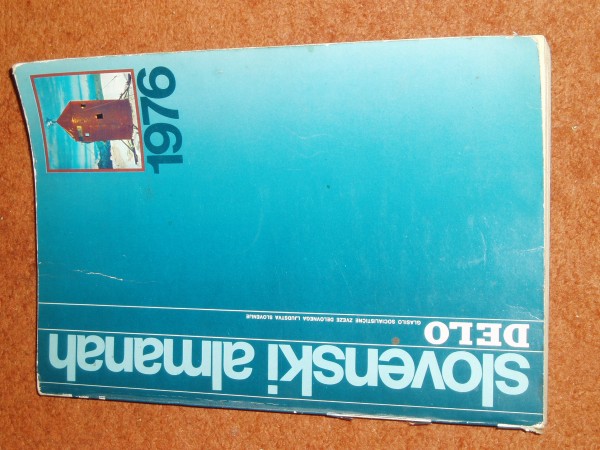 slovenski almanah
DELO
GLASILO SOCIALISTIČNE ZVEZE DELOVNEGA LJUDSTVA SLOVENIJE
1976